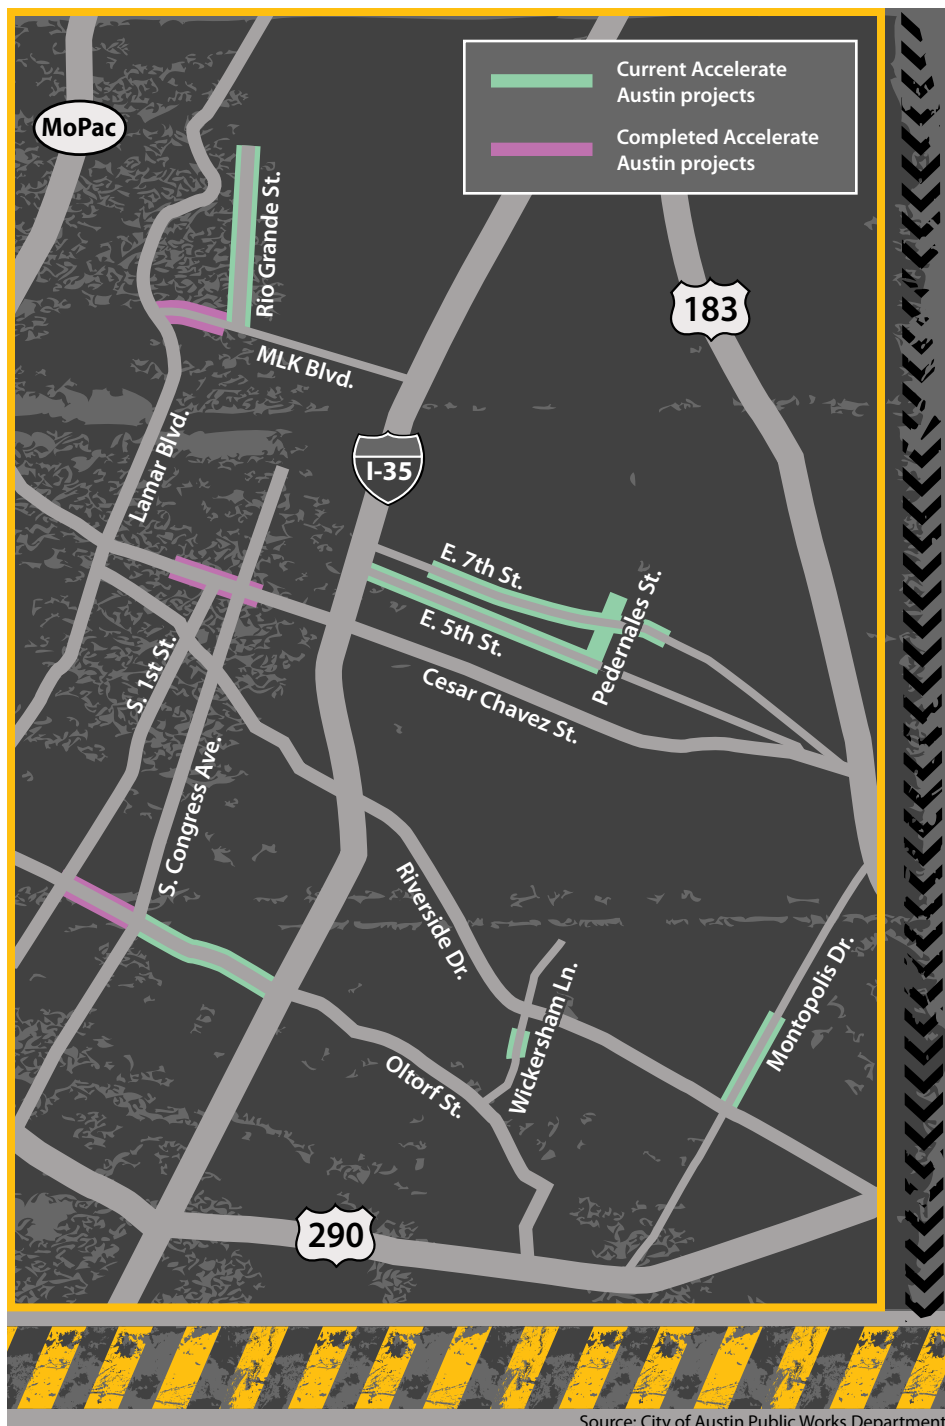 Current Accelerate
Austin projects
Completed Accelerate
Austin projects
MoPac
Rio Grande St.
183
MLK Blvd.
Lamar Blvd.
I-35
E. 7th St.
E. 5th St.
Pedernales St.
S. 1st St.
Cesar Chavez St.
S. Congress Ave.
Riverside Dr.
Wickersham Ln.
Montopolis Dr.
Oltorf St.
290
Source: City of Austin Public Works Department